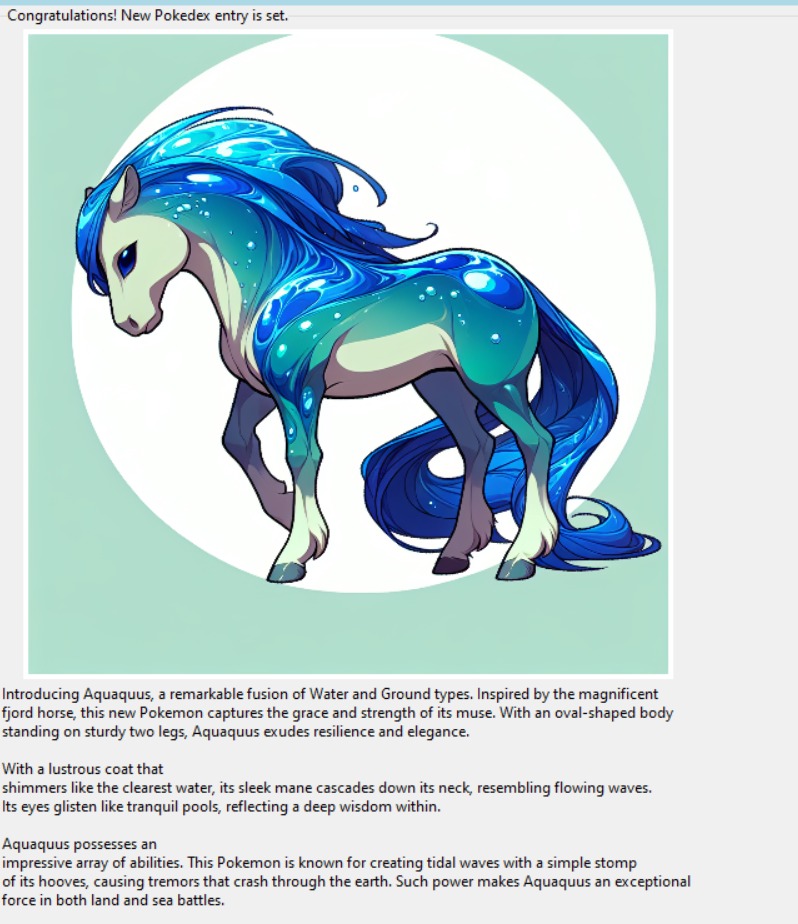 Congratulations! New Pokedex entry is set.
Introducing Aquaquus, a remarkable fusion of Water and Ground types. Inspired by the magnificent
fjord horse, this new Pokemon captures the grace and strength of its muse. With an oval-shaped body
standing on sturdy two legs, Aquaquus exudes resilience and elegance.
With a lustrous coat that
shimmers like the clearest water, its sleek mane cascades down its neck, resembling flowing waves.
Its eyes glisten like tranquil pools, reflecting a deep wisdom within.
Aquaquus possesses an
impressive array of abilities. This Pokemon is known for creating tidal waves with a simple stomp
of its hooves, causing tremors that crash through the earth. Such power makes Aquaquus an exceptional
force in both land and sea battles.